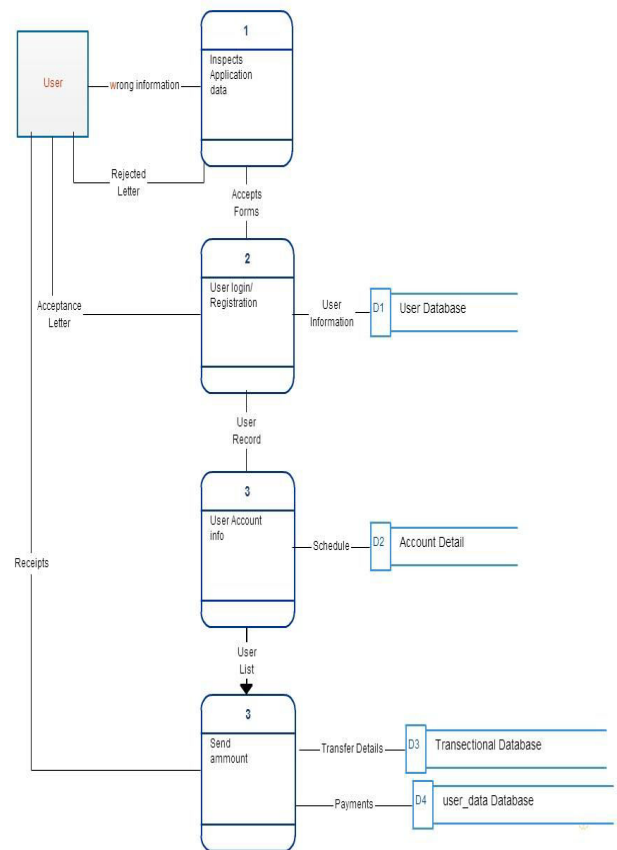 1
Inspects
Application
data
User
wrong information
Rejected
Letter
Accepts
Forms
2
User login/
Registration
User
Information
D1
User Database
Acceptance
Letter
User
Record
3
User Account
info
Schedule
D2
Account Detail
Receipts
User
List
3
Send
ammount
Transfer Details
D3
Transectional Database
Payments
D4
user_data Database